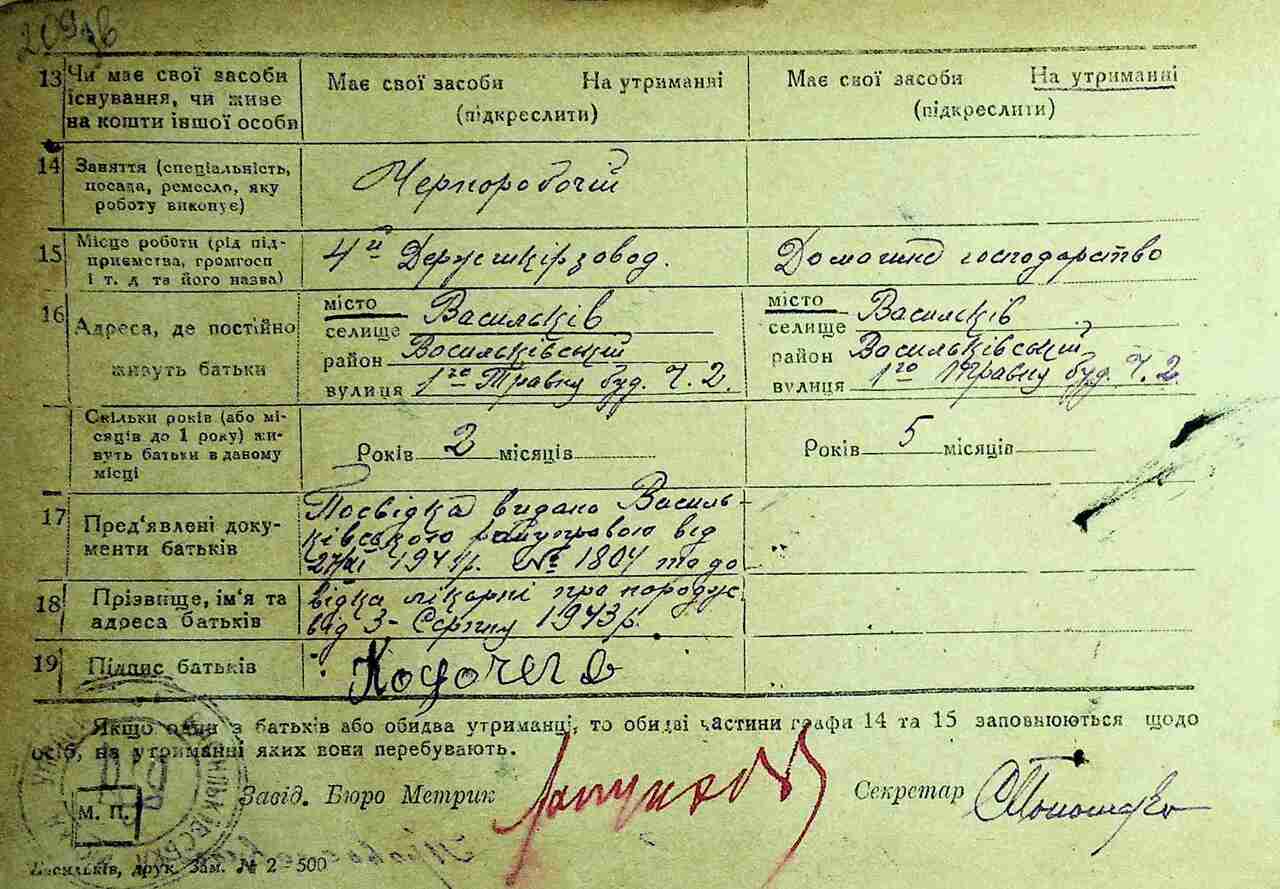 13 Чи має свої засоби існування, чи живе на кошти іншої особи
Має свої засоби На утриманні
(підкреслити)
Має свої засоби На утриманні
(підкреслити)
14 Заняття (спеціальність, посада, ремесло, яку роботу виконує)
Черноробочій
15 Місце роботи (рід підприємства, громгосп і т. д та його назва)
4й Держшкірзавод.
Домашнє господарство
16 Адреса, де постійно живуть батьки
місто Васильків
селище
район Васильківський
вулиця 1го Травня буд. Ч. 2.
місто Васильків
селище
район Васильківський
вулиця 1го Травня буд. Ч. 2
Скільки років (або місяців до 1 року) живуть батьки в даному місці
Років 2 місяців
Років 5 місяців
17 Пред'явлені документи батьків
Посвідка видано Василь-
ківською райуправою від
1941р. № 1804 та до
18 Прізвище, ім'я та адреса батьків
відка лікарні про
від 3 Серпня 1943р.
19 Підпис батьків
Якщо один з батьків або обидва утриманці, то обидві частини графи 14 та 15 заповнюються щодо
осіб, на утриманні яких вони перебувають.
Завід. Бюро Метрик
Секретар
М. П.
Васильків, друк. Зам. № 2-500